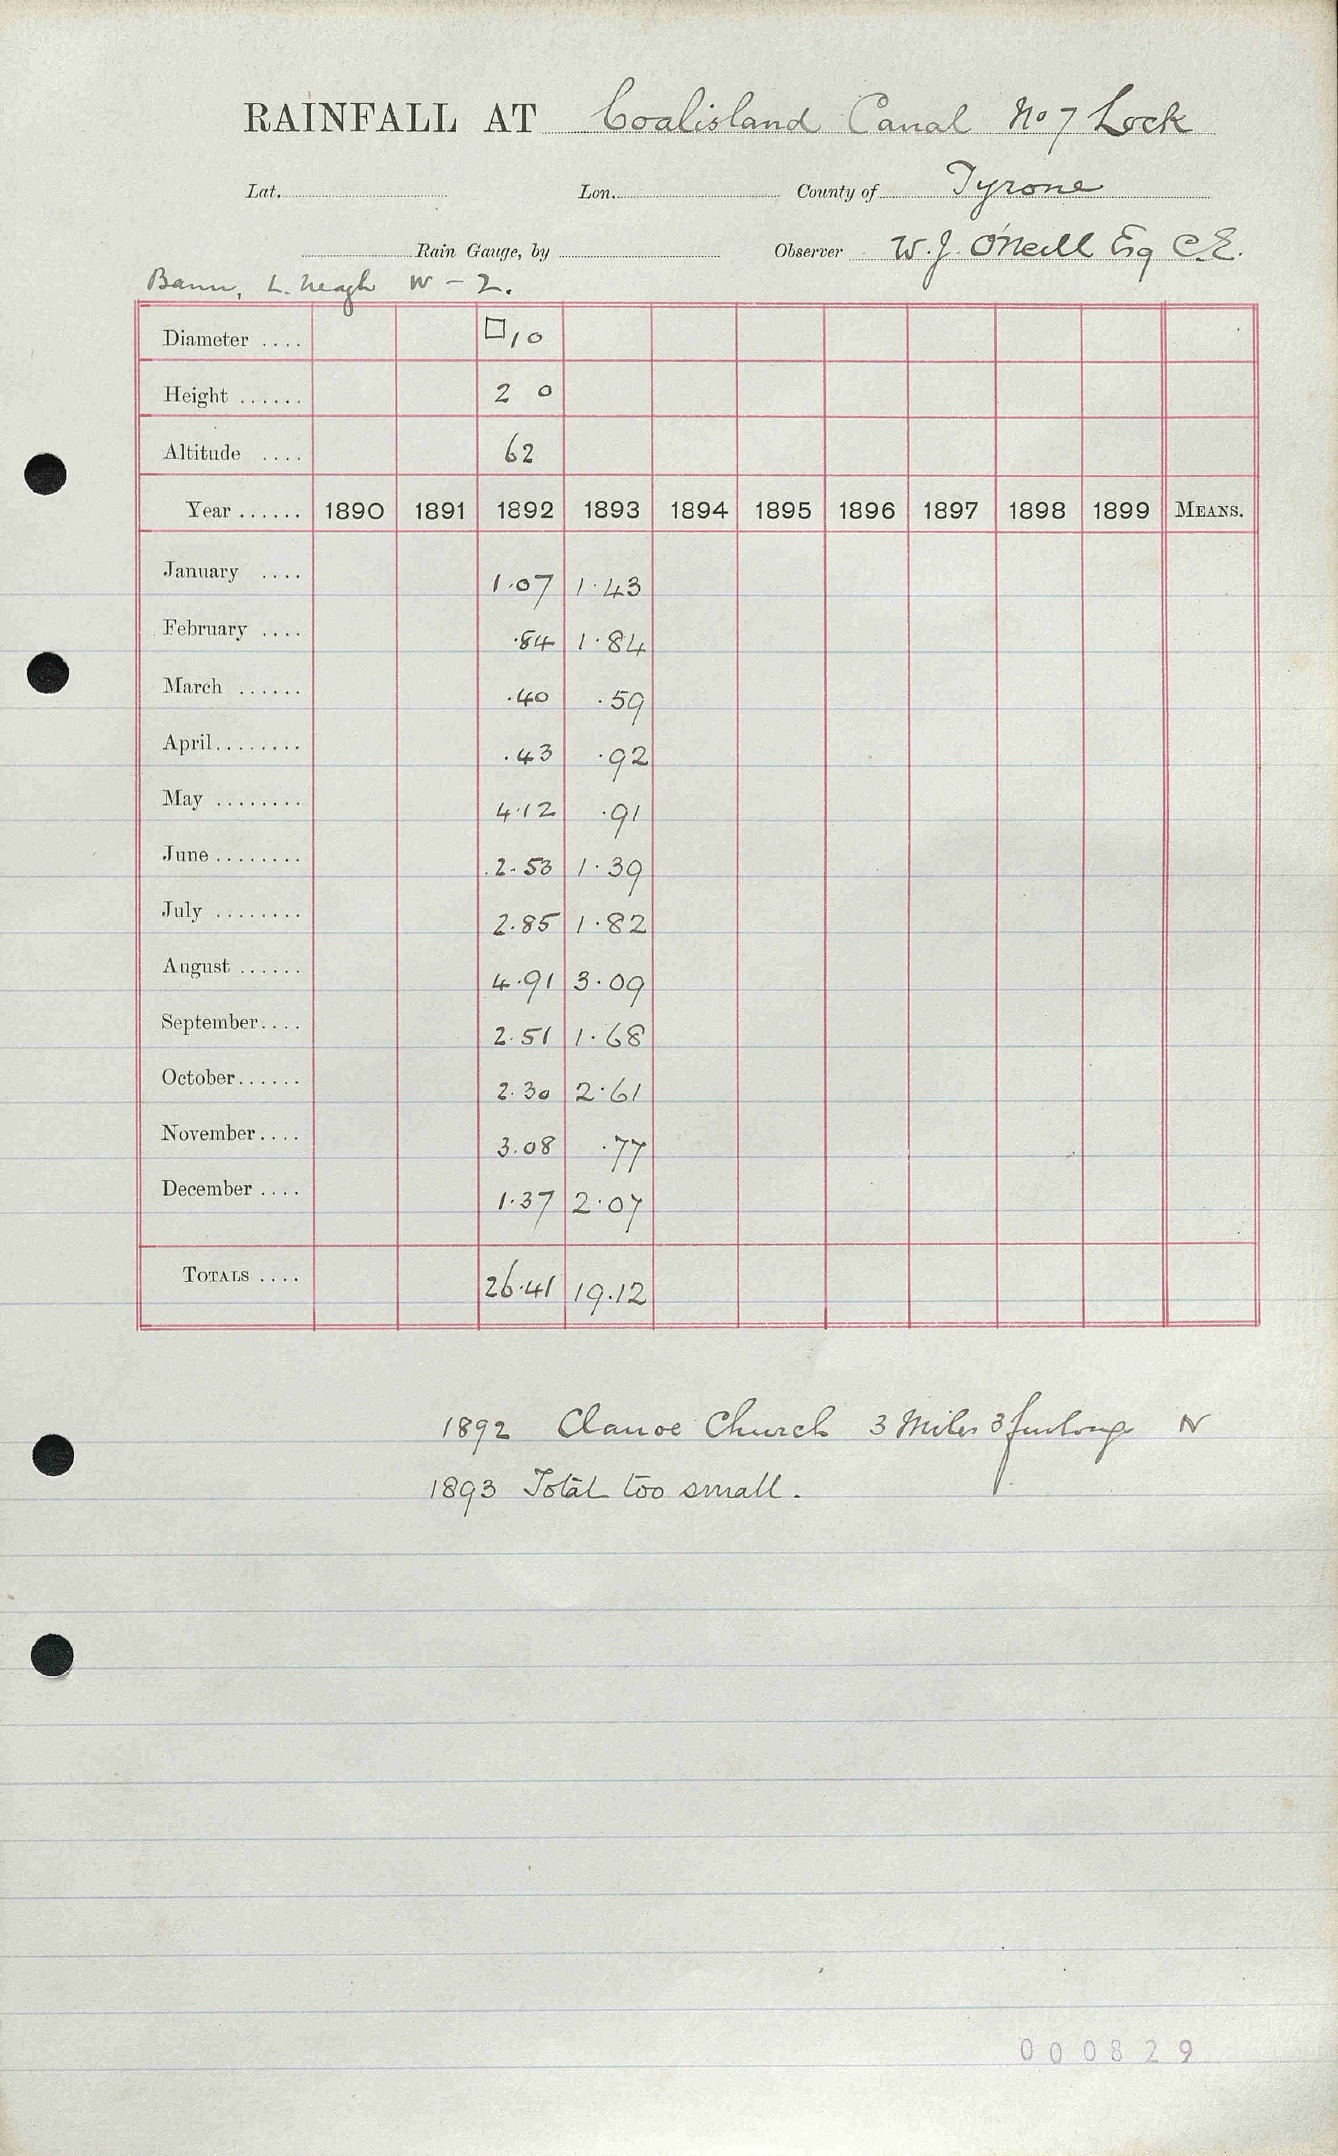 RAINFALL AT Coalisland Canal No 7 Lock
Lat. Lon. County of Tyrone
Rain Gauge, by Observer W. J. O'Neill Esq C.E.
Bann, L. Neagh W - 2.
Diameter .... □10
Height ...... 2 0
Altitude .... 62
Year ...... 1890 1891 1892 1893 1894 1895 1896 1897 1898 1899 MEANS.
January .... 1.07 1.43
February .... .84 1.84
March ...... .40 .59
April........ .43 .92
May ........ 4.12 .91
June ........ 2.53 1.39
July ........ 2.85 1.82
August ...... 4.91 3.09
September.... 2.51 1.68
October...... 2.30 2.61
November.... 3.08 .77
December .... 1.37 2.07
TOTALS .... 26.41 19.12
1892 Clanoe Church 3 Miles 3 furlongs N
1893 Total too small.
000829